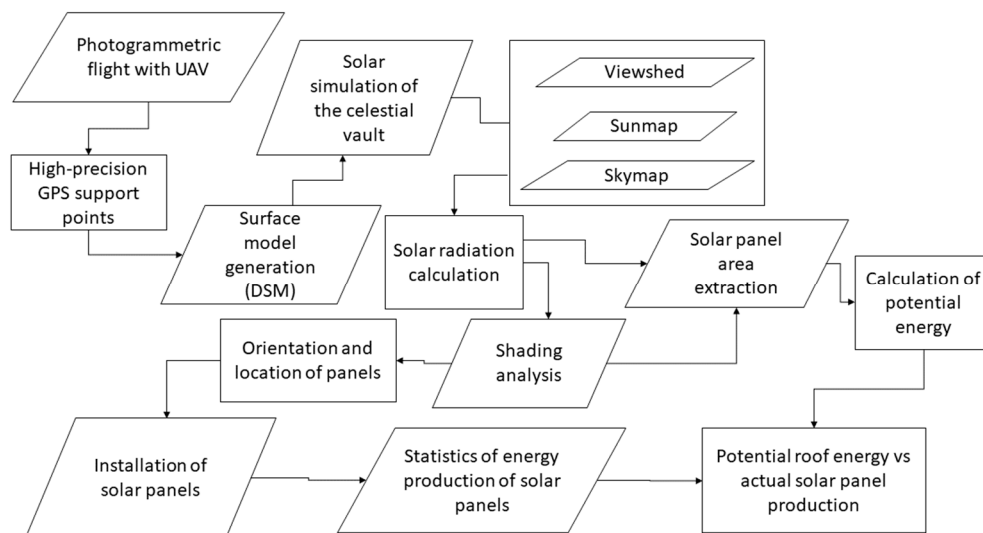 Photogrammetric
flight with UAV
High-precision
GPS support
points
Surface
model
generation
(DSM)
Solar
simulation of
the celestial
vault
Viewshed
Sunmap
Skymap
Solar radiation
calculation
Solar panel
area
extraction
Calculation of
potential
energy
Shading
analysis
Orientation and
location of panels
Installation of
solar panels
Statistics of energy
production of solar
panels
Potential roof energy vs
actual solar panel
production